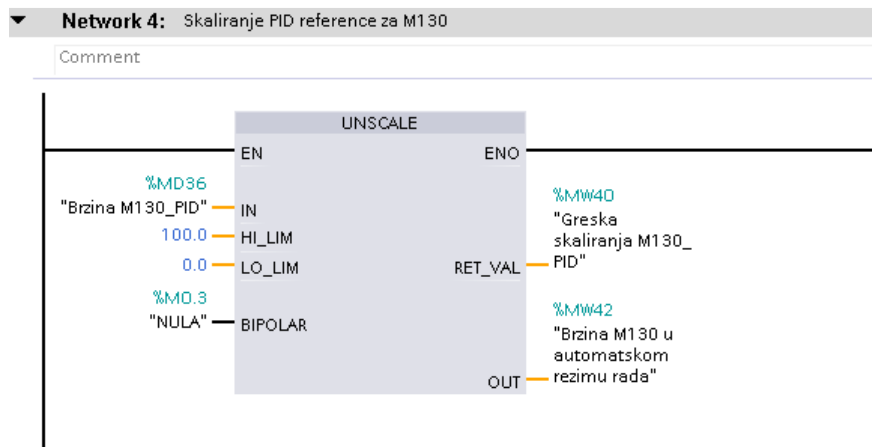 Network 4: Skaliranje PID reference za M130
Comment
UNSCALE
EN
ENO
%MD36
"Brzina M130_PID"
IN
100.0
HI_LIM
0.0
LO_LIM
%M0.3
"NULA"
BIPOLAR
%MW40
"Greska
skaliranja M130_
PID"
RET_VAL
%MW42
"Brzina M130 u
automatskom
rezimu rada"
OUT